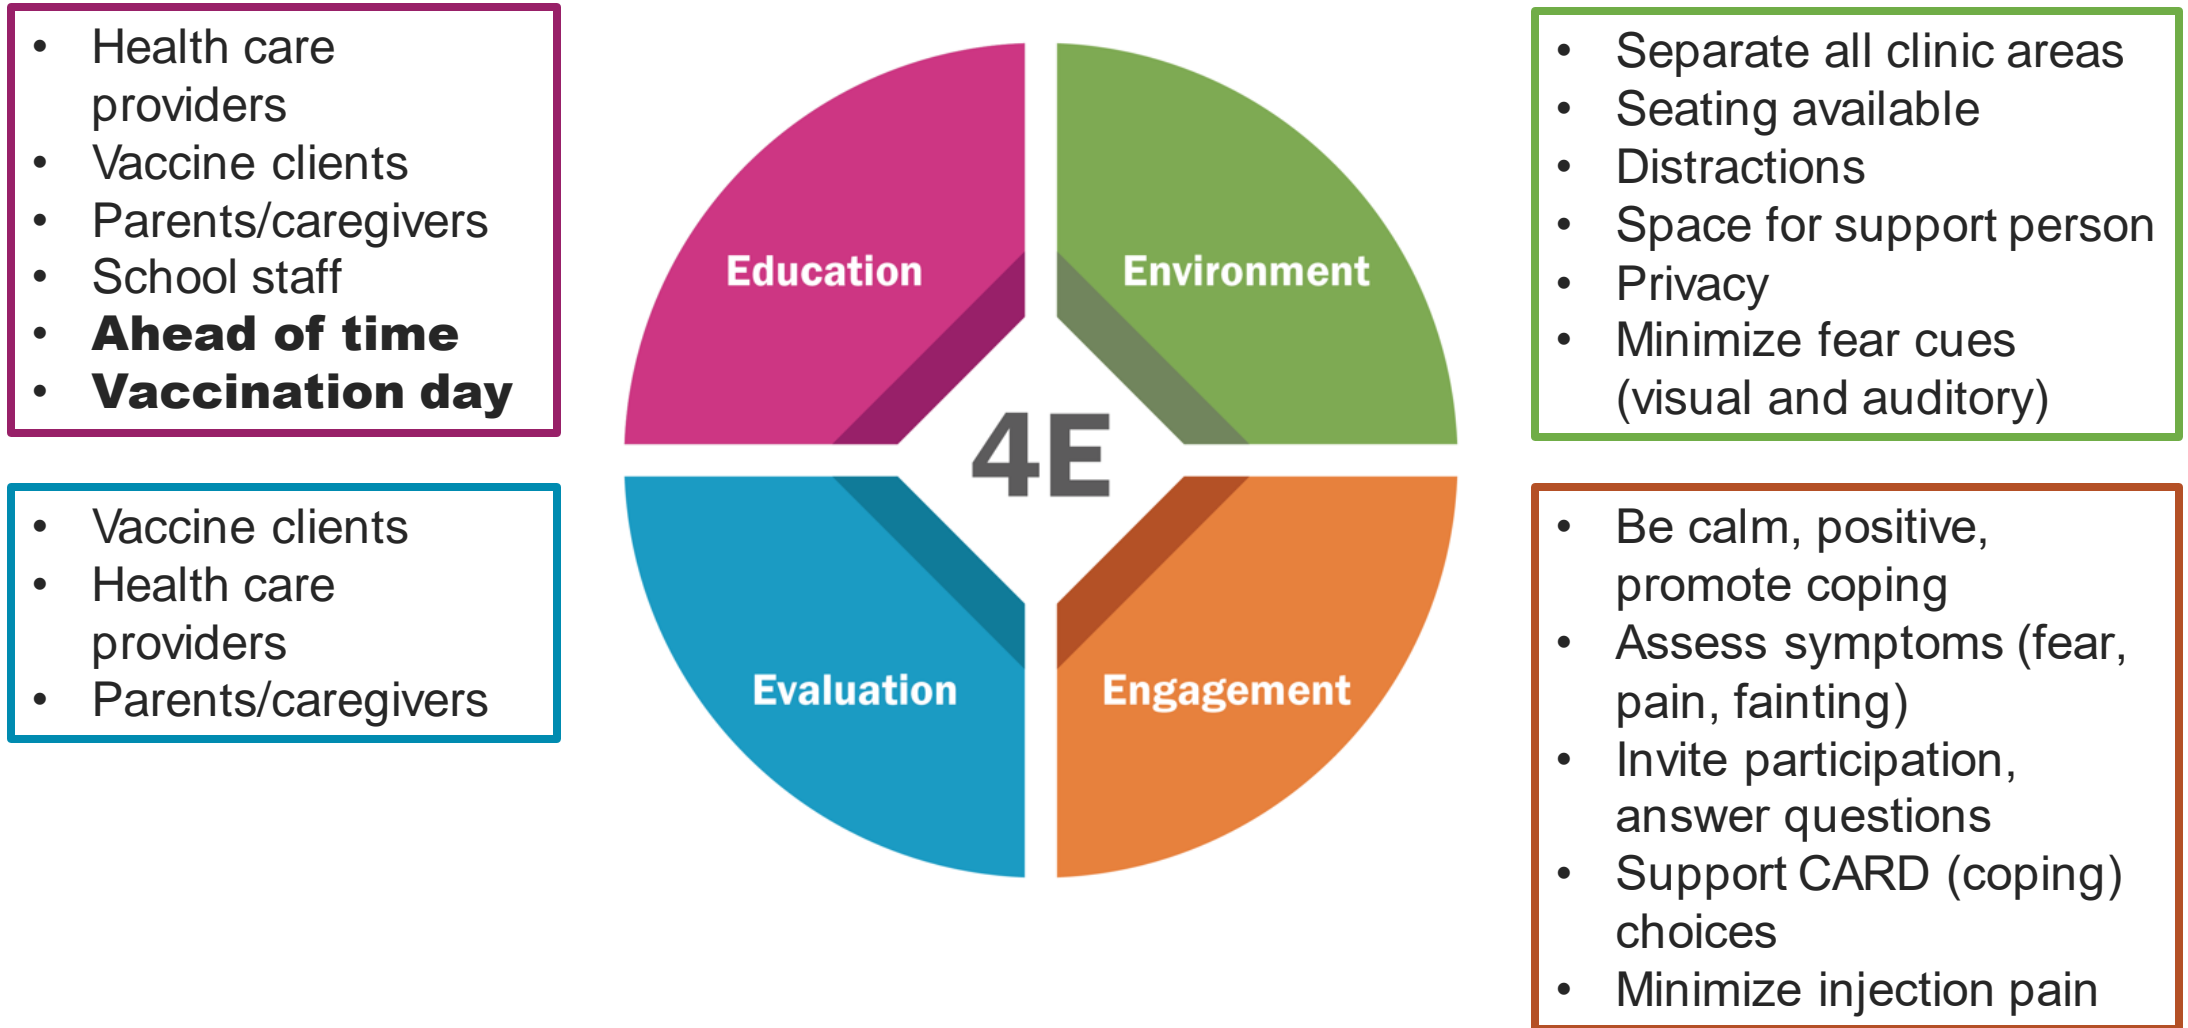 • Health care
providers
• Vaccine clients
• Parents/caregivers
• School staff
• Ahead of time
• Vaccination day
• Vaccine clients
• Health care
providers
• Parents/caregivers
Education
Environment
4E
Evaluation
Engagement
• Separate all clinic areas
• Seating available
• Distractions
• Space for support person
• Privacy
• Minimize fear cues
(visual and auditory)
• Be calm, positive,
promote coping
• Assess symptoms (fear,
pain, fainting)
• Invite participation,
answer questions
• Support CARD (coping)
choices
• Minimize injection pain